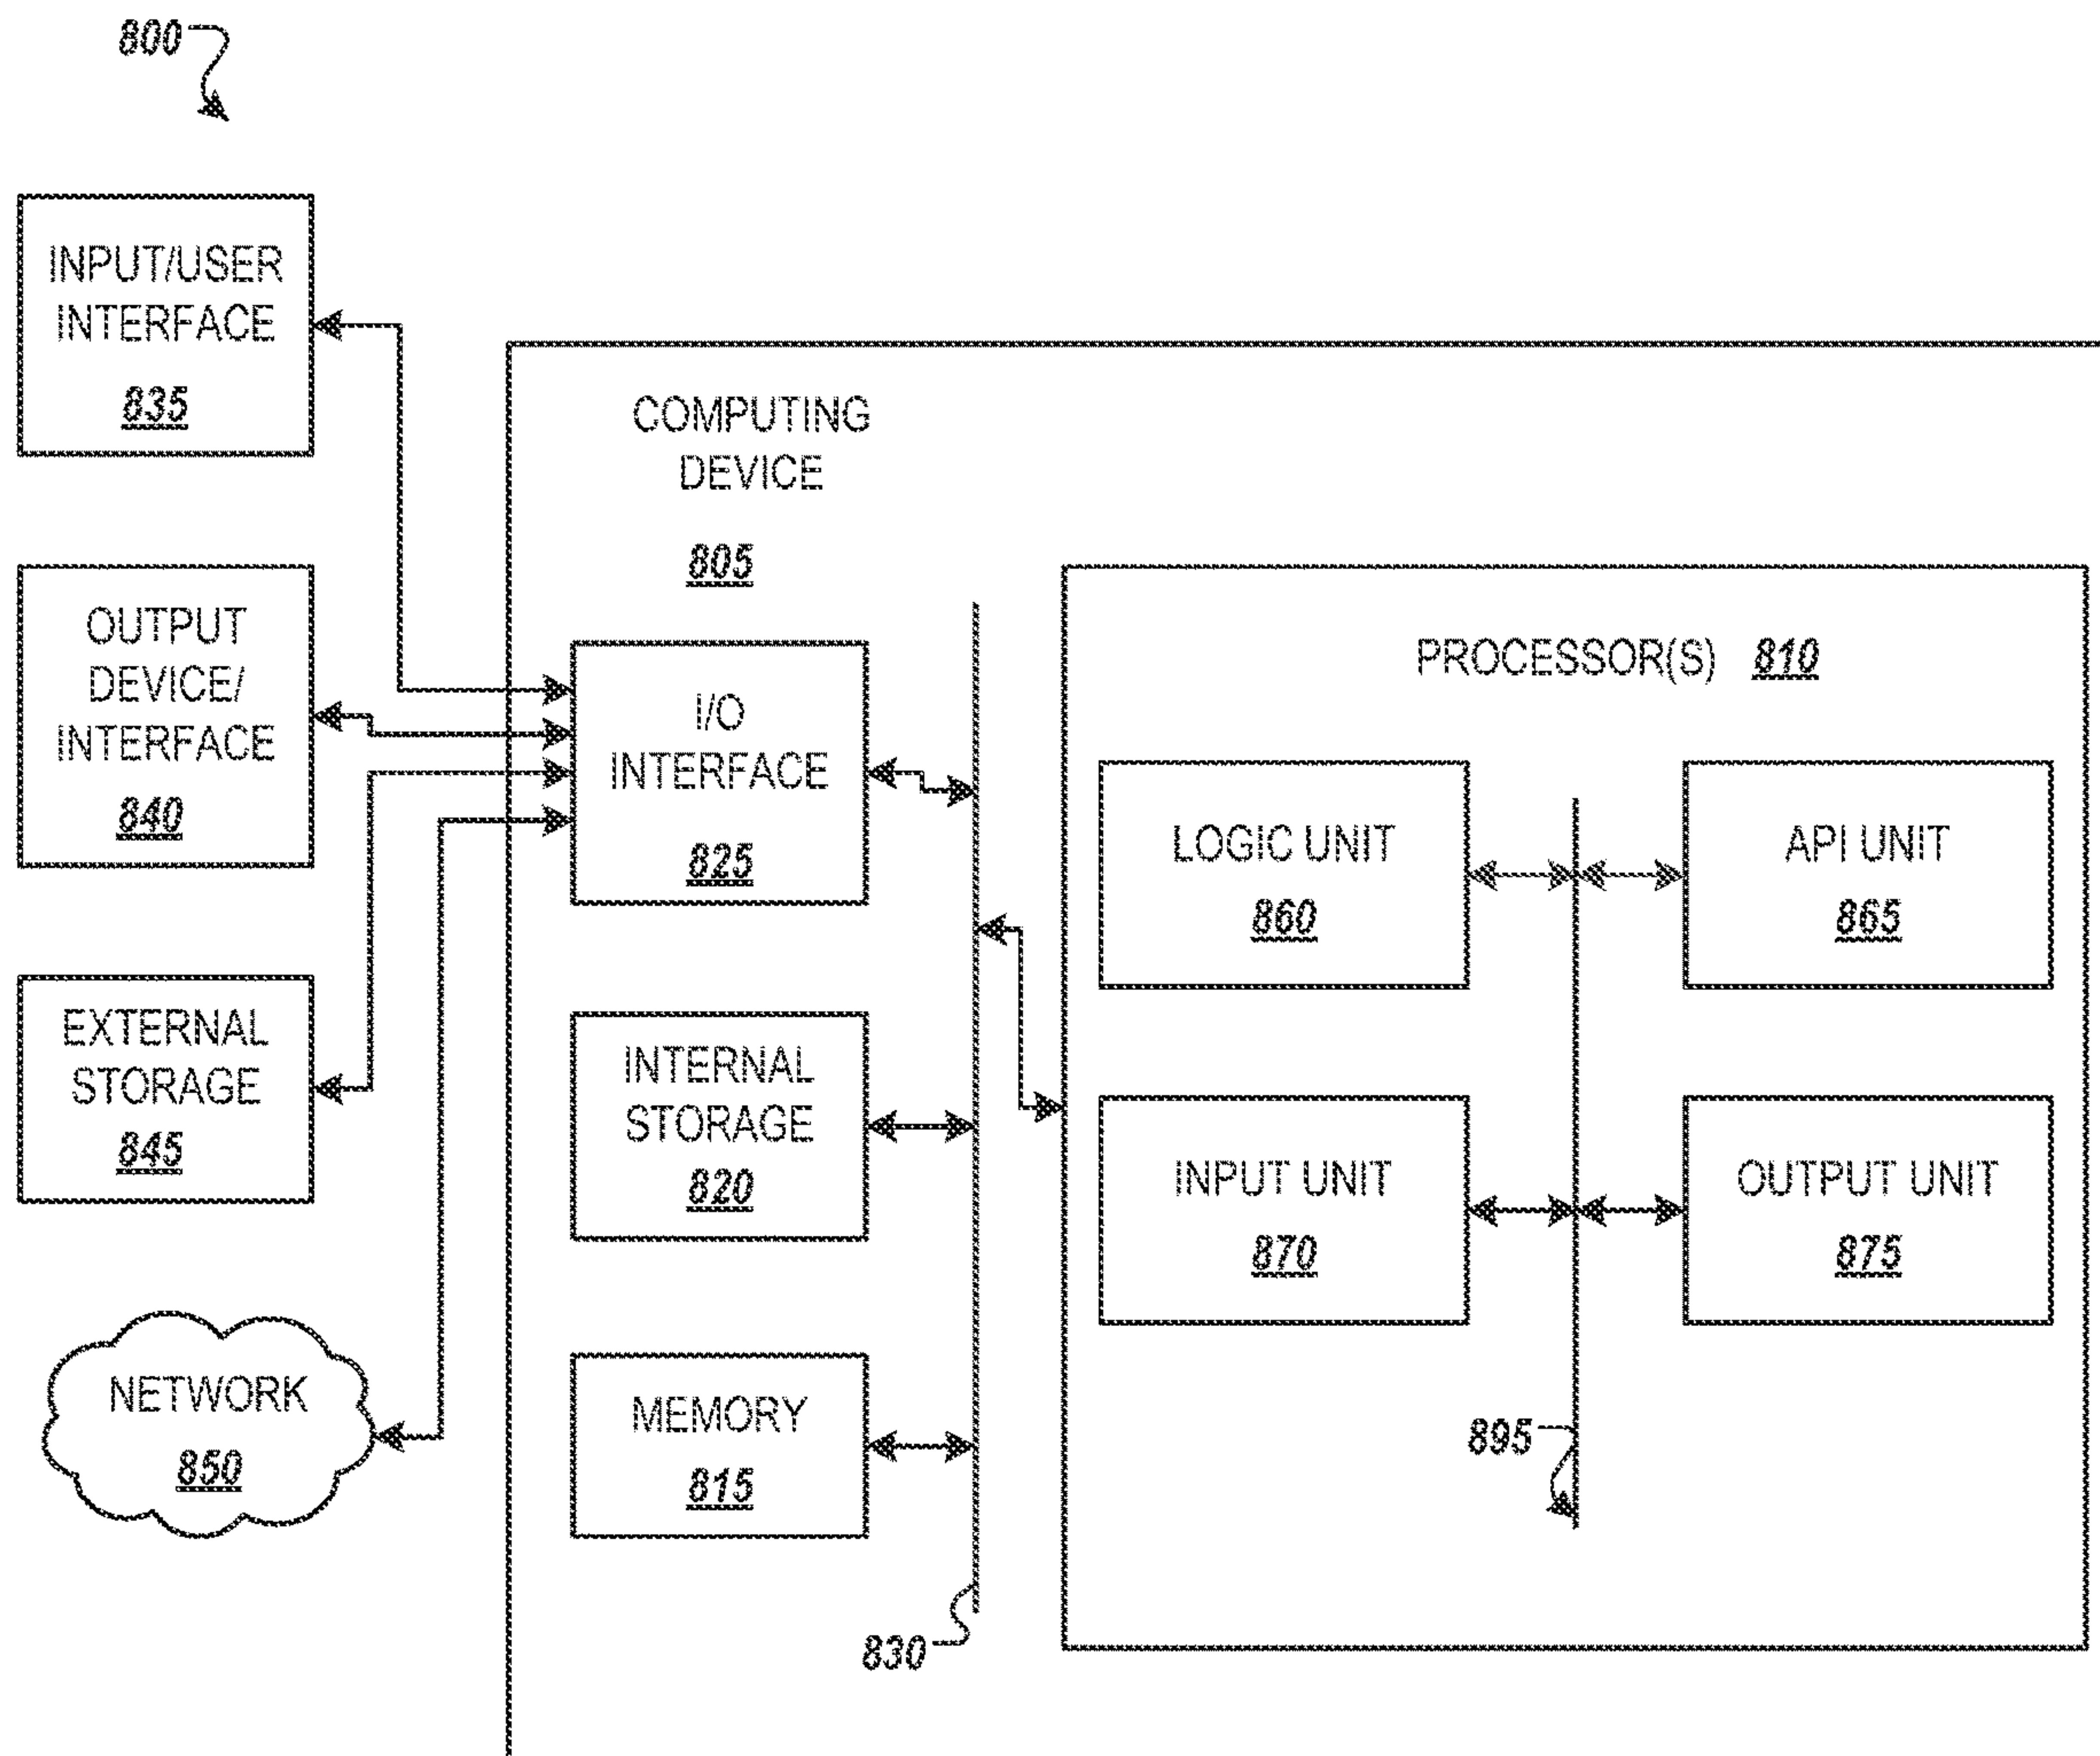 800
INPUT/USER
INTERFACE
835
OUTPUT
DEVICE/
INTERFACE
840
EXTERNAL
STORAGE
845
NETWORK
850
COMPUTING
DEVICE
805
I/O
INTERFACE
825
INTERNAL
STORAGE
820
MEMORY
815
830
PROCESSOR(S) 810
LOGIC UNIT
860
API UNIT
865
INPUT UNIT
870
OUTPUT UNIT
875
895